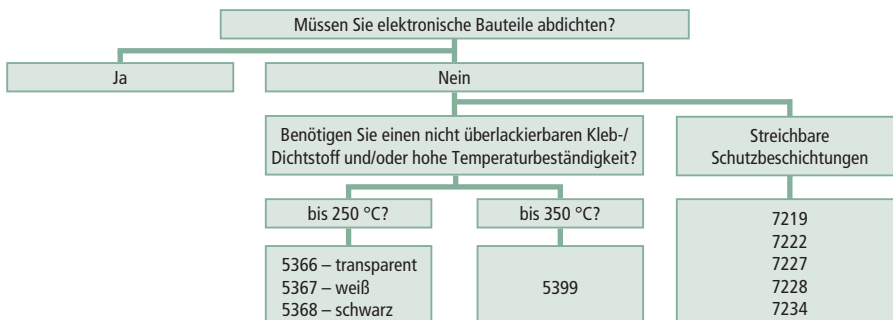 Müssen Sie elektronische Bauteile abdichten?
Ja
Nein
Benötigen Sie einen nicht überlackierbaren Kleb-/
Dichtstoff und/oder hohe Temperaturbeständigkeit?
Streichbare
Schutzbeschichtungen
bis 250 °C?
bis 350 °C?
5366 – transparent
5367 – weiß
5368 – schwarz
5399
7219
7222
7227
7228
7234